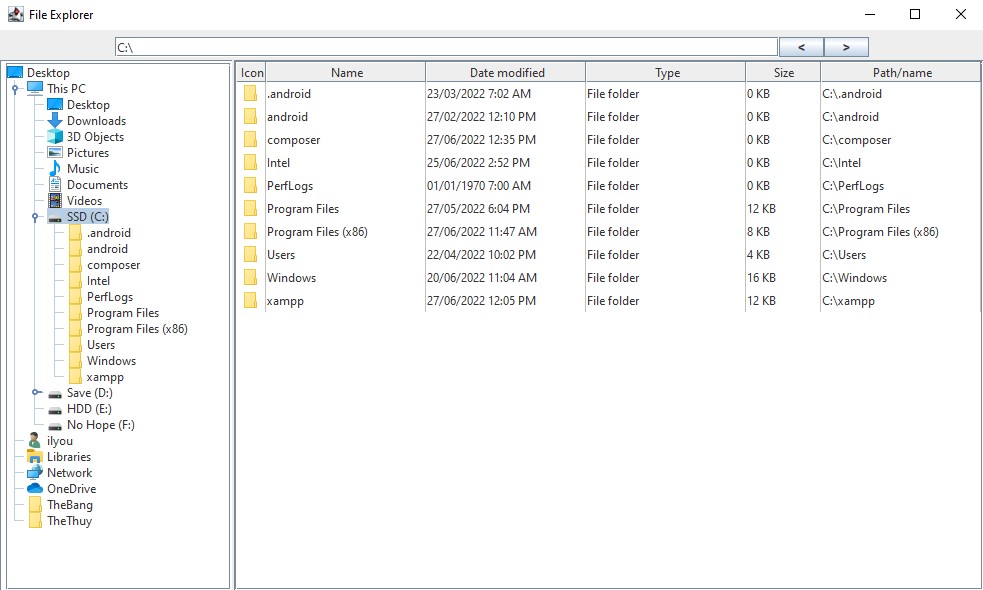 File Explorer
C:\
< >
Desktop
This PC
Desktop
Downloads
3D Objects
Pictures
Music
Documents
Videos
SSD (C:)
.android
android
composer
Intel
PerfLogs
Program Files
Program Files (x86)
Users
Windows
xampp
Save (D:)
HDD (E:)
No Hope (F:)
ilyou
Libraries
Network
OneDrive
TheBang
TheThuy
Icon Name Date modified Type Size Path/name
.android 23/03/2022 7:02 AM File folder 0 KB C:\.android
android 27/02/2022 12:10 PM File folder 0 KB C:\android
composer 27/06/2022 12:35 PM File folder 0 KB C:\composer
Intel 25/06/2022 2:52 PM File folder 0 KB C:\Intel
PerfLogs 01/01/1970 7:00 AM File folder 0 KB C:\PerfLogs
Program Files 27/05/2022 6:04 PM File folder 12 KB C:\Program Files
Program Files (x86) 27/06/2022 11:47 AM File folder 8 KB C:\Program Files (x86)
Users 22/04/2022 10:02 PM File folder 4 KB C:\Users
Windows 20/06/2022 11:04 AM File folder 16 KB C:\Windows
xampp 27/06/2022 12:05 PM File folder 12 KB C:\xampp